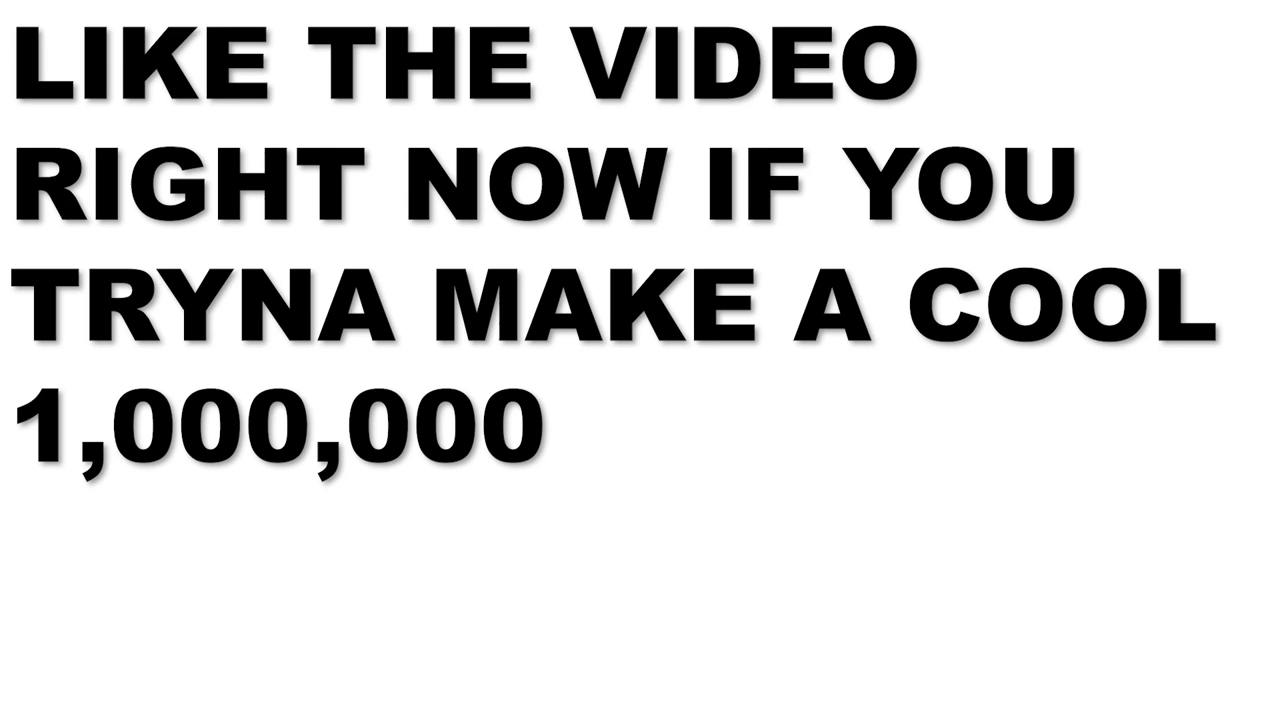 LIKE THE VIDEO
RIGHT NOW IF YOU
TRYNA MAKE A COOL
1,000,000